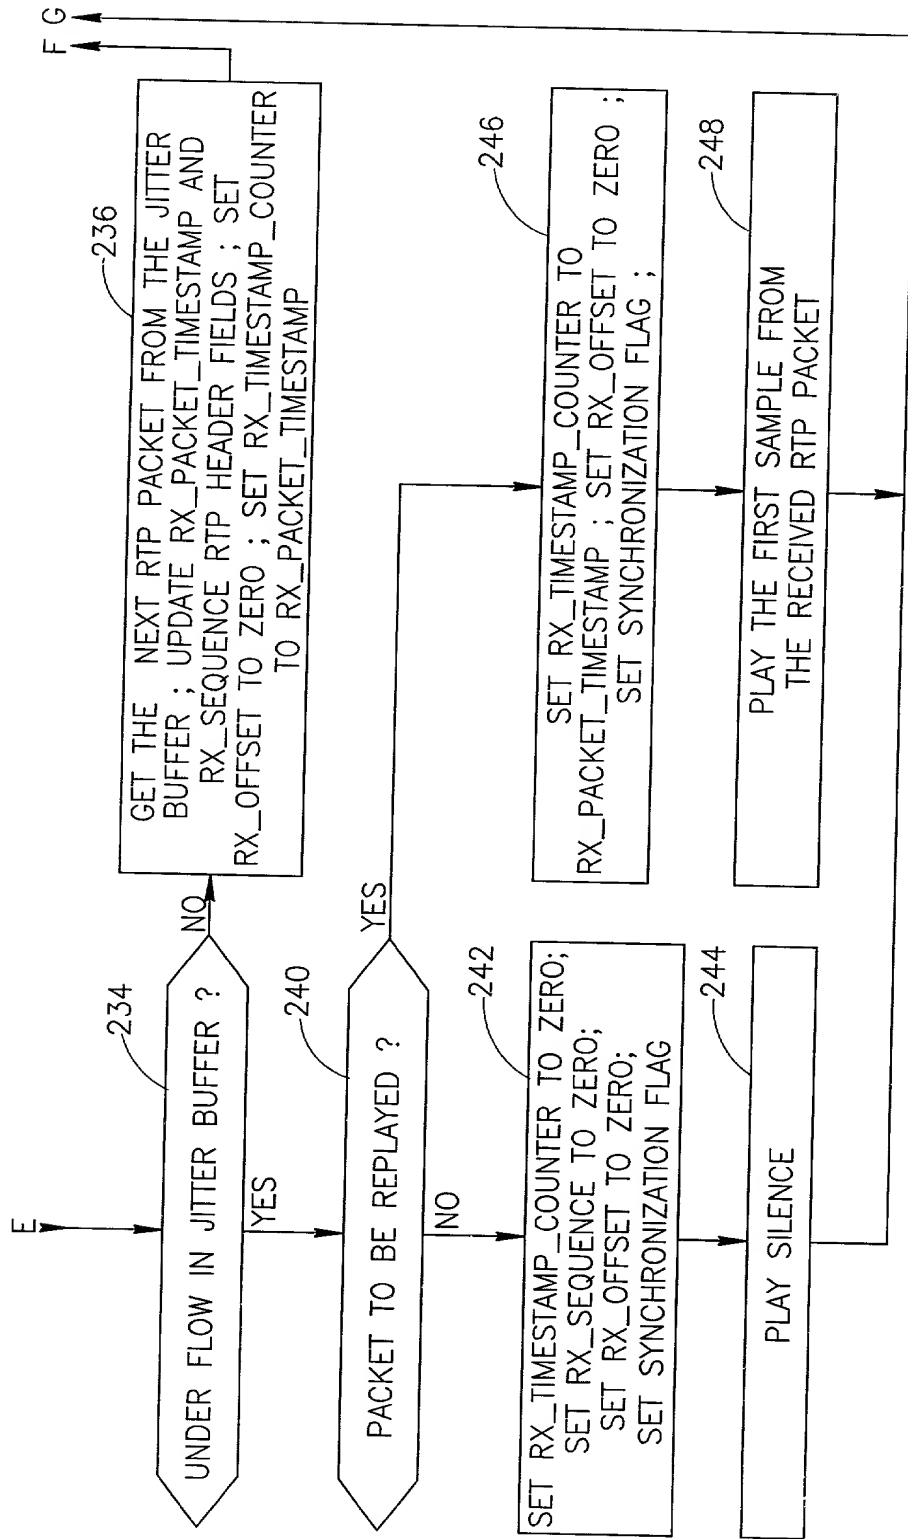 E
F
G
234
UNDER FLOW IN JITTER BUFFER ?
NO
YES
236
GET THE NEXT RTP PACKET FROM THE JITTER
BUFFER ; UPDATE RX_PACKET_TIMESTAMP AND
RX_SEQUENCE RTP HEADER FIELDS ; SET
RX_OFFSET TO ZERO ; SET RX_TIMESTAMP_COUNTER
TO RX_PACKET_TIMESTAMP
240
PACKET TO BE REPLAYED ?
YES
NO
242
SET RX_TIMESTAMP_COUNTER TO ZERO;
SET RX_SEQUENCE TO ZERO;
SET RX_OFFSET TO ZERO;
SET SYNCHRONIZATION FLAG
246
SET RX_TIMESTAMP_COUNTER TO
RX_PACKET_TIMESTAMP ; SET RX_OFFSET TO ZERO ;
SET SYNCHRONIZATION FLAG ;
244
PLAY SILENCE
248
PLAY THE FIRST SAMPLE FROM
THE RECEIVED RTP PACKET